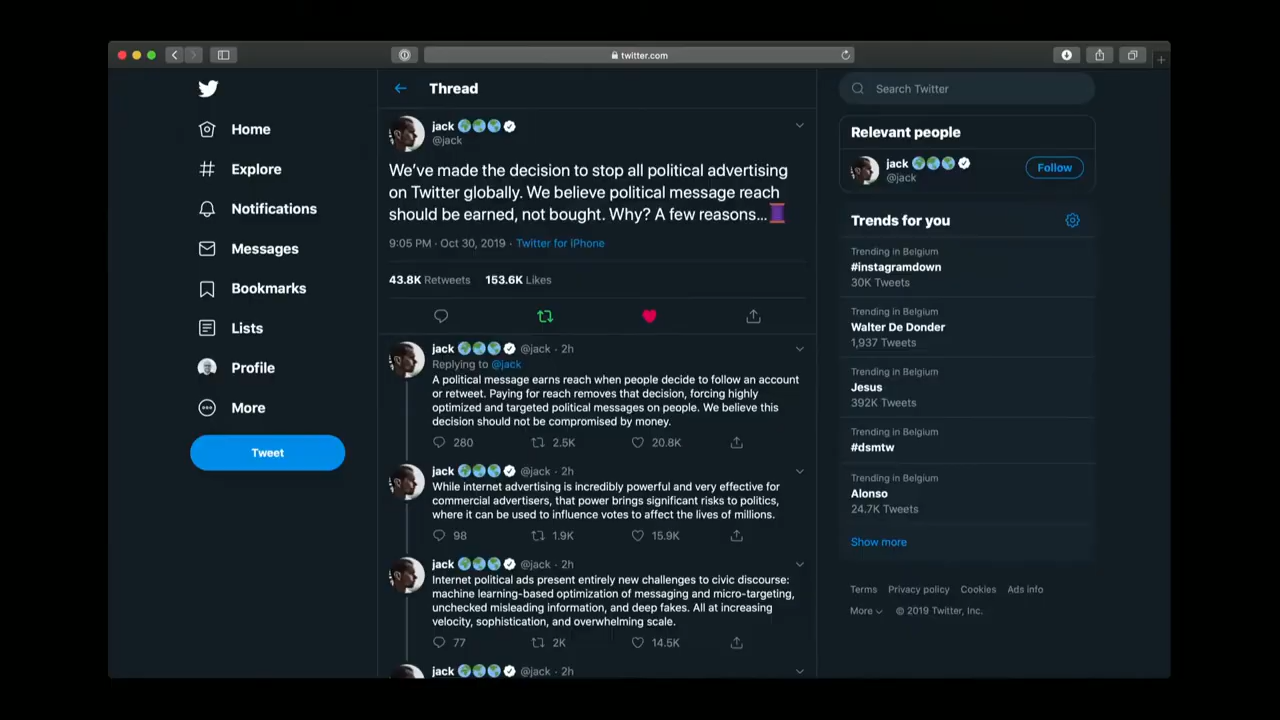 twitter.com
Home
Explore
Notifications
Messages
Bookmarks
Lists
Profile
More
Tweet
Thread
jack 🌏🌏🌏
@jack
We’ve made the decision to stop all political advertising
on Twitter globally. We believe political message reach
should be earned, not bought. Why? A few reasons…🧵
9:05 PM · Oct 30, 2019 · Twitter for iPhone
43.8K Retweets 153.6K Likes
jack 🌏🌏🌏 @jack · 2h
Replying to @jack
A political message earns reach when people decide to follow an account
or retweet. Paying for reach removes that decision, forcing highly
optimized and targeted political messages on people. We believe this
decision should not be compromised by money.
280 2.5K 20.8K
jack 🌏🌏🌏 @jack · 2h
While internet advertising is incredibly powerful and very effective for
commercial advertisers, that power brings significant risks to politics,
where it can be used to influence votes to affect the lives of millions.
98 1.9K 15.9K
jack 🌏🌏🌏 @jack · 2h
Internet political ads present entirely new challenges to civic discourse:
machine learning-based optimization of messaging and micro-targeting,
unchecked misleading information, and deep fakes. All at increasing
velocity, sophistication, and overwhelming scale.
77 2K 14.5K
jack 🌏🌏🌏 @jack · 2h
Search Twitter
Relevant people
jack 🌏🌏🌏
@jack
Follow
Trends for you
Trending in Belgium
#instagramdown
30K Tweets
Trending in Belgium
Walter De Donder
1,937 Tweets
Trending in Belgium
Jesus
392K Tweets
Trending in Belgium
#dsmtw
Trending in Belgium
Alonso
24.7K Tweets
Show more
Terms Privacy policy Cookies Ads info
More © 2019 Twitter, Inc.